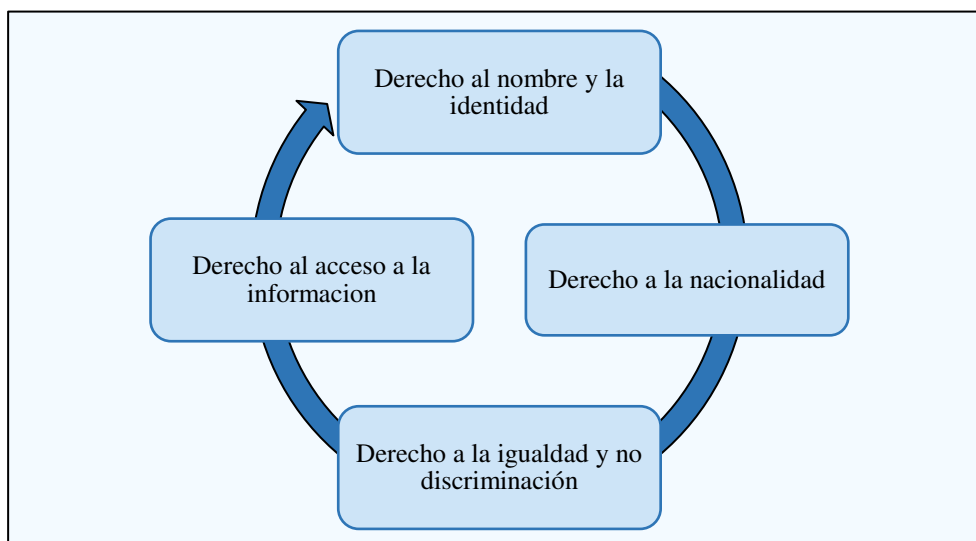 Derecho al nombre y la
identidad
Derecho al acceso a la
informacion
Derecho a la nacionalidad
Derecho a la igualdad y no
discriminación